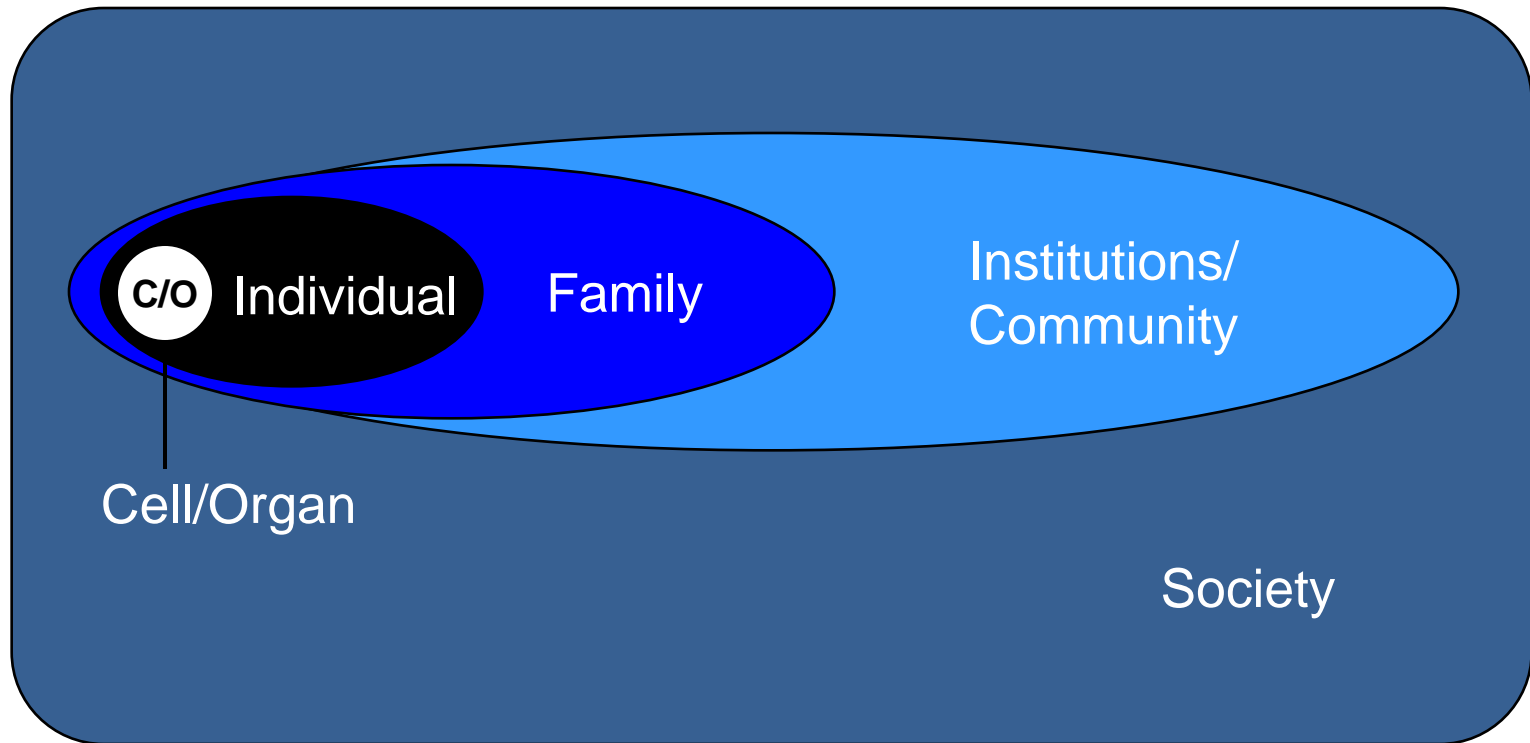 C/O
Individual
Family
Institutions/
Community
Cell/Organ
Society